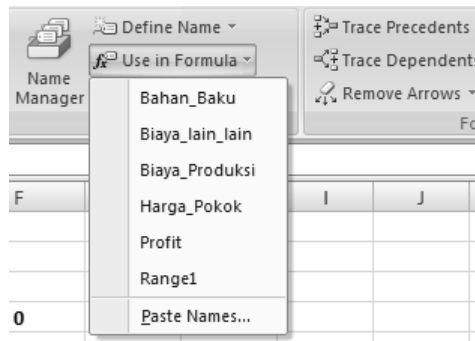 Define Name
Use in Formula
Name
Manager
Trace Precedents
Trace Dependents
Remove Arrows
Bahan_Baku
Biaya_lain_lain
Biaya_Produksi
Harga_Pokok
Profit
Range1
Paste Names...
Fo
F
I
J
0